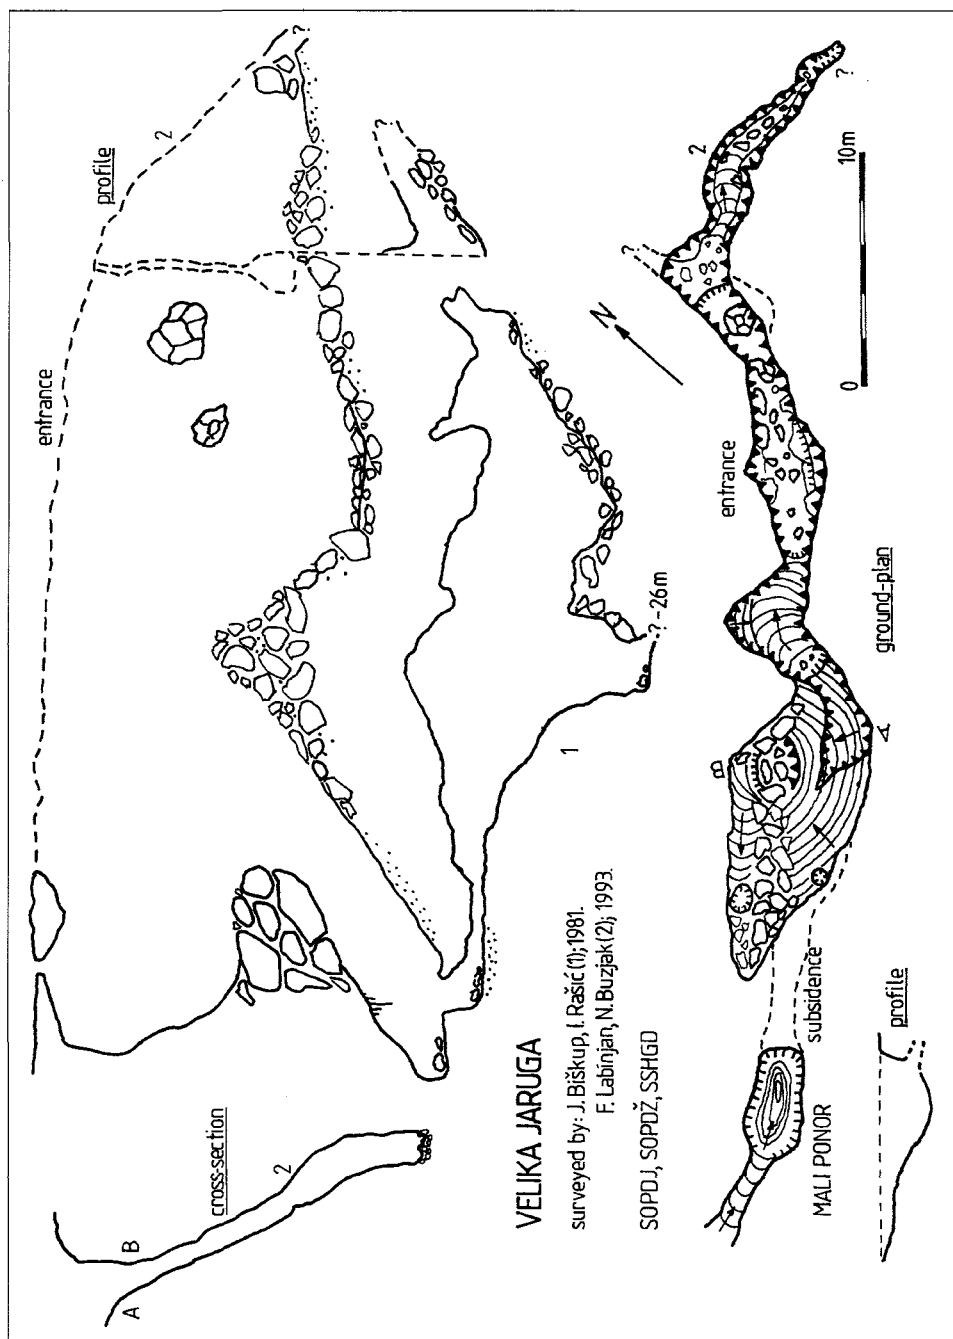 cross-section
A
B
2
entrance
profile
2
?
?
1
?-26m
VELIKA JARUGA
surveyed by: J. Biškup, I. Rašić (1); 1981.
F. Labinjan, N. Buzjak (2); 1993.
SOPDJ, SOPDŽ, SSHGD
N
MALI PONOR
subsidence
B
A
entrance
ground-plan
2
?
?
0
10m
profile